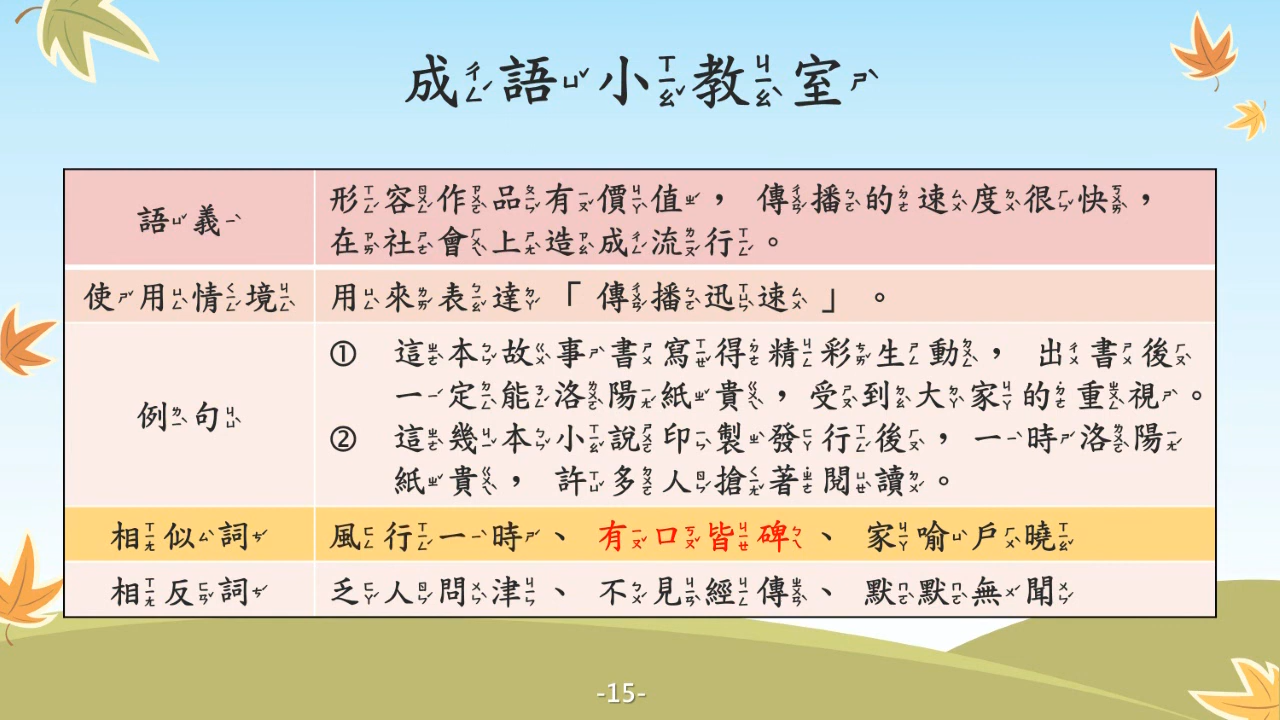 成語小教室
語義
形容作品有價值，傳播的速度很快，
在社會上造成流行。
使用情境
用來表達「傳播迅速」。
例句
① 這本故事書寫得精彩生動，出書後
一定能洛陽紙貴，受到大家的重視。
② 這幾本小說印製發行後，一時洛陽
紙貴，許多人搶著閱讀。
相似詞
風行一時、有口皆碑、家喻戶曉
相反詞
乏人問津、不見經傳、默默無聞
-15-